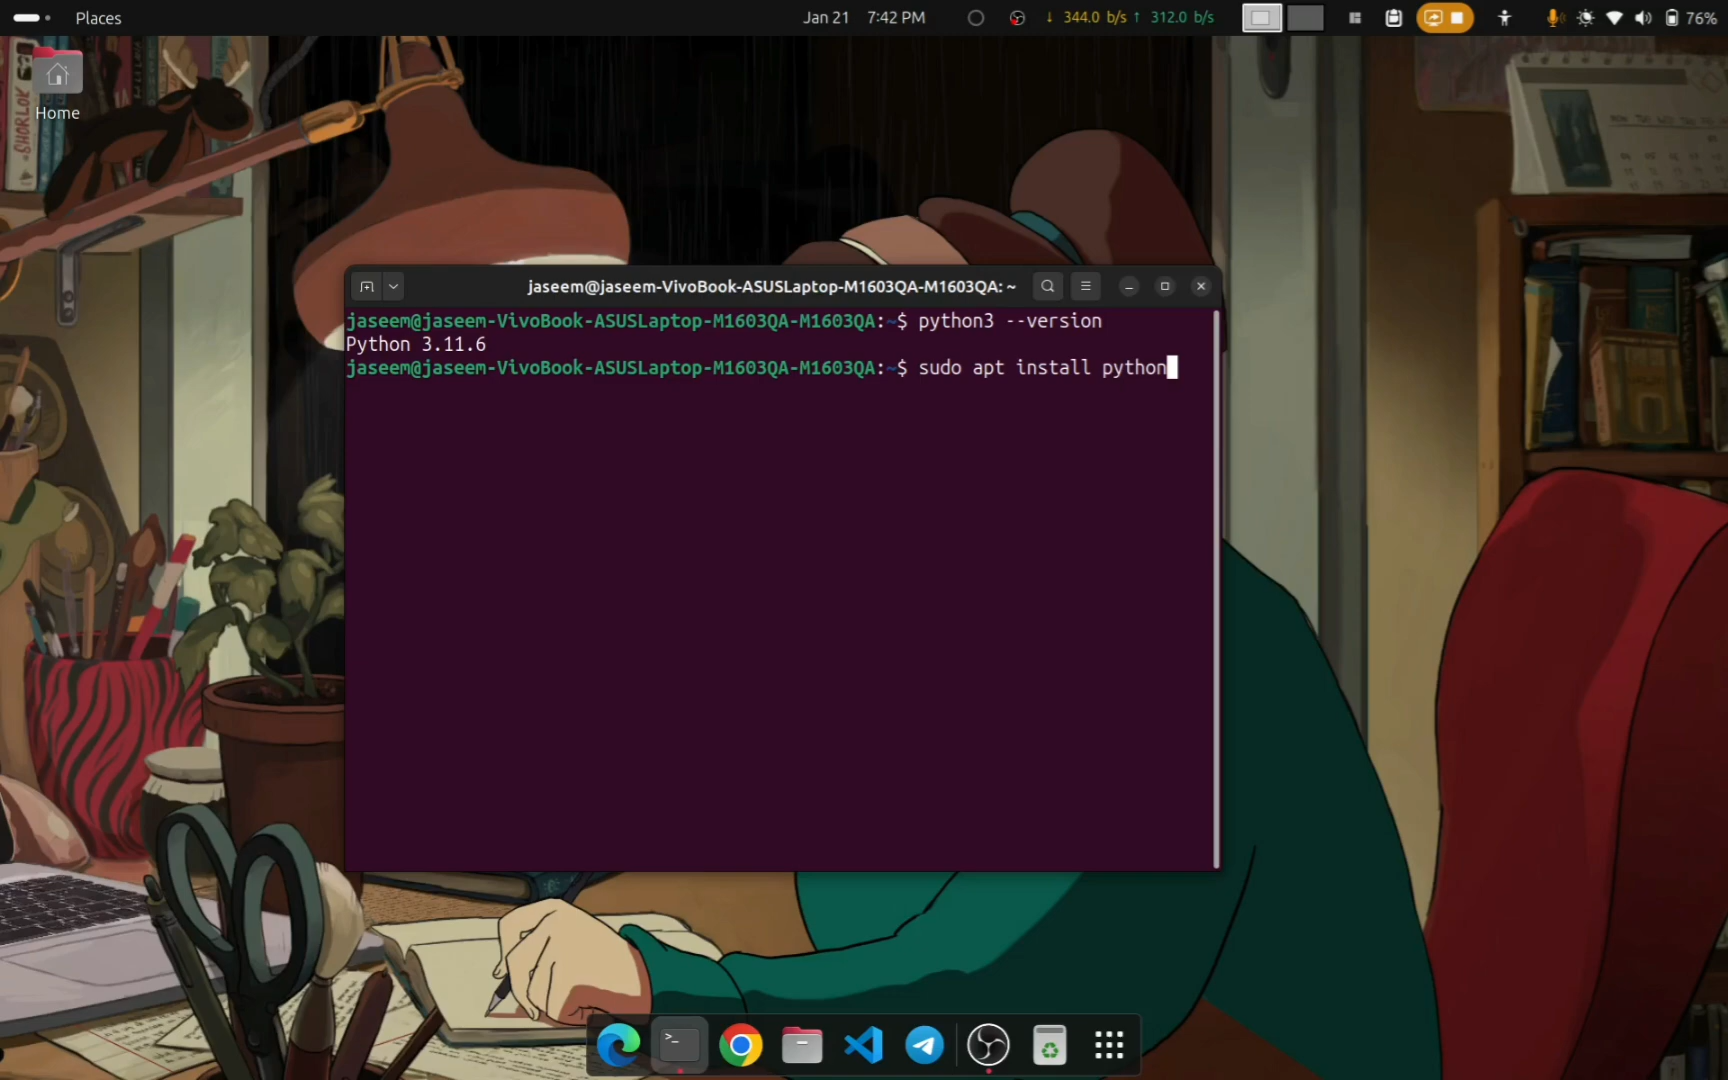 Places
Jan 21 7:42 PM
↓ 344.0 b/s ↑ 312.0 b/s
76%
SHORLOK
Home
jaseem@jaseem-VivoBook-ASUSLaptop-M1603QA-M1603QA: ~
jaseem@jaseem-VivoBook-ASUSLaptop-M1603QA-M1603QA:~$ python3 --version
Python 3.11.6
jaseem@jaseem-VivoBook-ASUSLaptop-M1603QA-M1603QA:~$ sudo apt install python